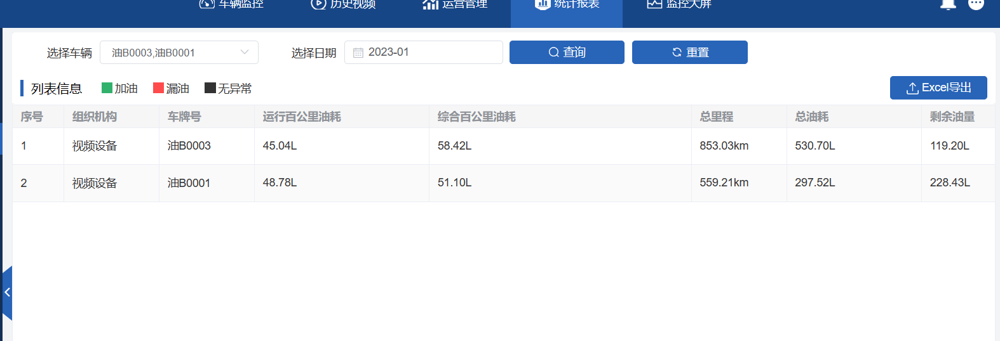 车辆监控 历史视频 运营管理 统计报表 监控大屏
选择车辆 油B0003,油B0001 选择日期 2023-01 查询 重置
列表信息 加油 漏油 无异常 Excel导出
序号 组织机构 车牌号 运行百公里油耗 综合百公里油耗 总里程 总油耗 剩余油量
1 视频设备 油B0003 45.04L 58.42L 853.03km 530.70L 119.20L
2 视频设备 油B0001 48.78L 51.10L 559.21km 297.52L 228.43L